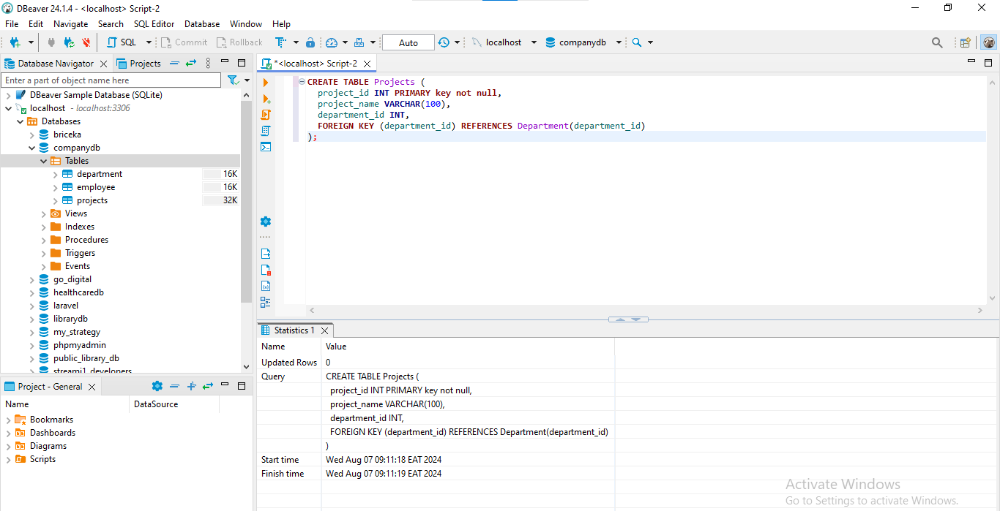 DBeaver 24.1.4 - <localhost> Script-2
File Edit Navigate Search SQL Editor Database Window Help
SQL Commit Rollback Auto localhost companydb
Database Navigator Projects
Enter a part of object name here
DBeaver Sample Database (SQLite)
localhost - localhost:3306
Databases
briceka
companydb
Tables
department 16K
employee 16K
projects 32K
Views
Indexes
Procedures
Triggers
Events
go_digital
healthcaredb
laravel
librarydb
my_strategy
phpmyadmin
public_library_db
streami1_developers
Project - General
Name DataSource
Bookmarks
Dashboards
Diagrams
Scripts
*<localhost> Script-2
CREATE TABLE Projects (
project_id INT PRIMARY key not null,
project_name VARCHAR(100),
department_id INT,
FOREIGN KEY (department_id) REFERENCES Department(department_id)
);
Statistics 1
Name Value
Updated Rows 0
Query CREATE TABLE Projects (
project_id INT PRIMARY key not null,
project_name VARCHAR(100),
department_id INT,
FOREIGN KEY (department_id) REFERENCES Department(department_id)
)
Start time Wed Aug 07 09:11:18 EAT 2024
Finish time Wed Aug 07 09:11:19 EAT 2024
Activate Windows
Go to Settings to activate Windows.